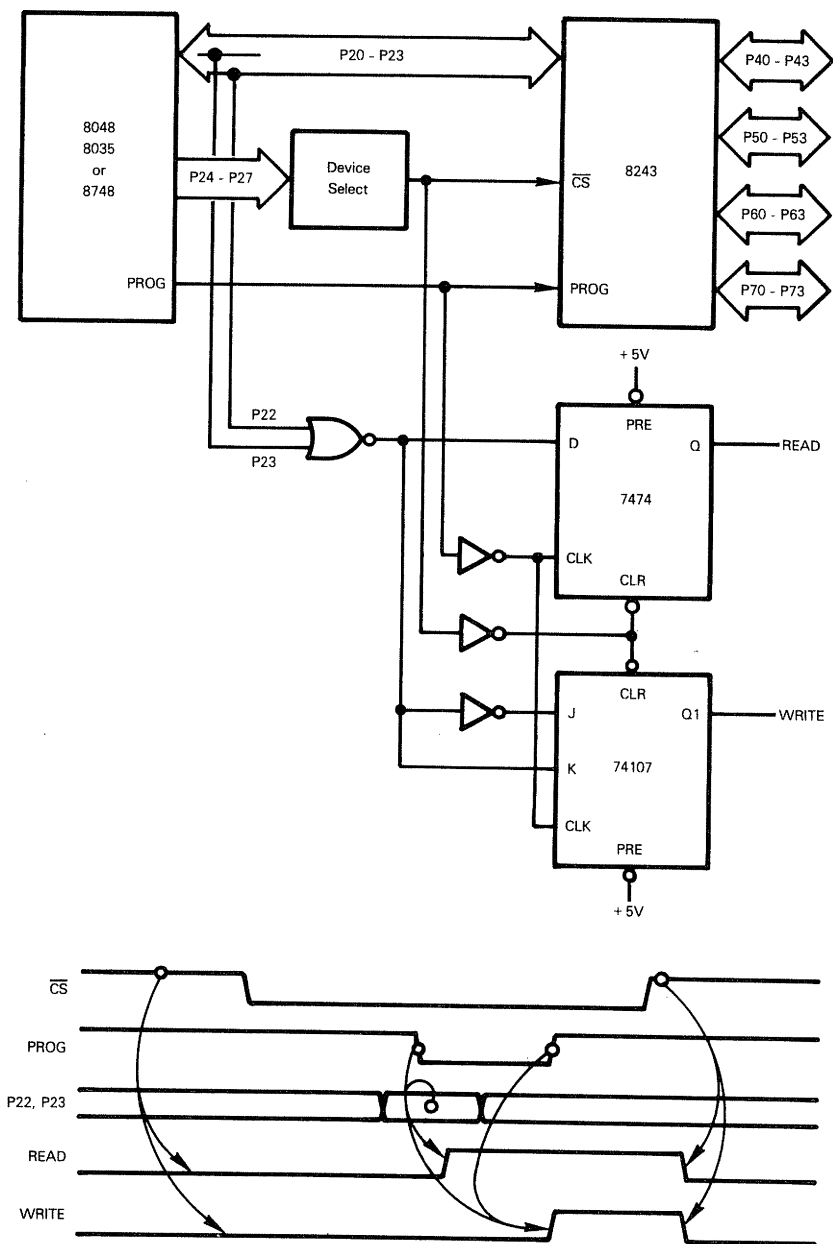 8048
8035
or
8748
PROG
P20 - P23
P24 - P27
Device
Select
CS
8243
PROG
P40 - P43
P50 - P53
P60 - P63
P70 - P73
P22
P23
+ 5V
PRE
D
Q
READ
7474
CLK
CLR
CLR
J
Q1
WRITE
74107
K
CLK
PRE
+ 5V
CS
PROG
P22, P23
READ
WRITE